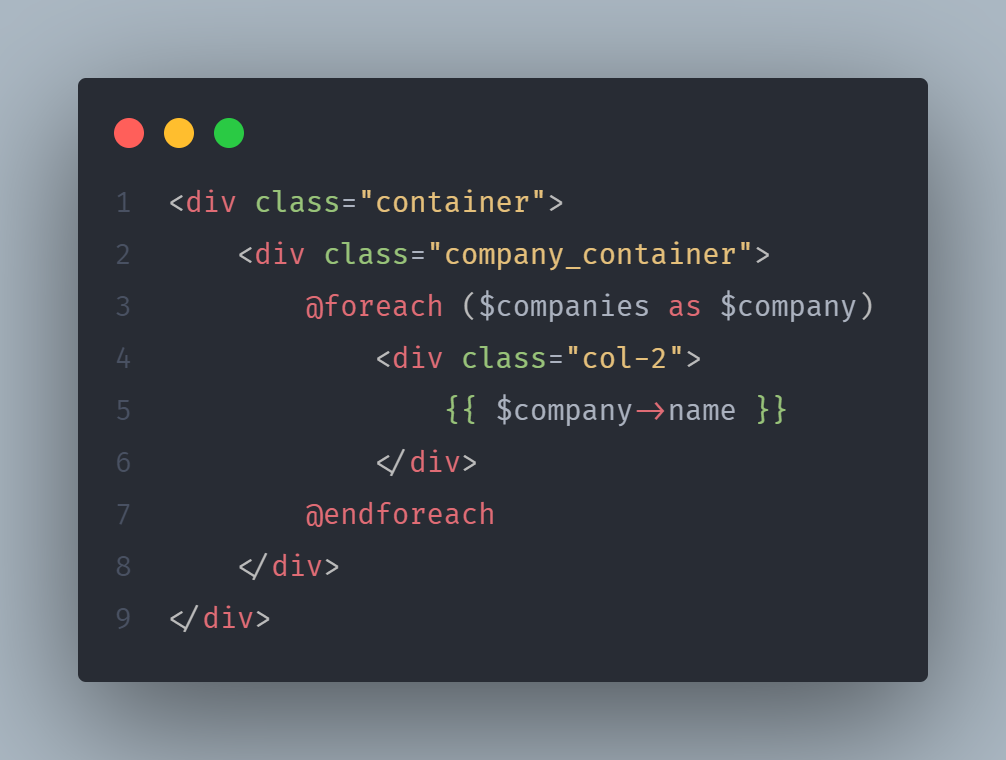 1 <div class="container">
2     <div class="company_container">
3         @foreach ($companies as $company)
4             <div class="col-2">
5                 {{ $company->name }}
6             </div>
7         @endforeach
8     </div>
9 </div>